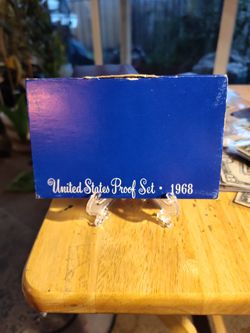 United States Proof Set • 1968